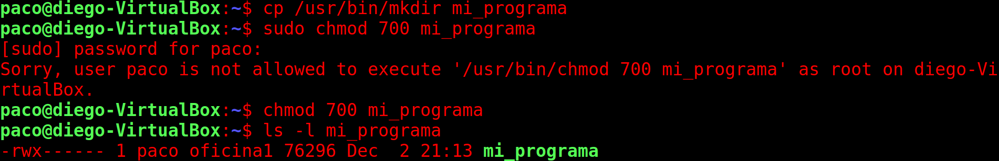 paco@diego-VirtualBox:~$ cp /usr/bin/mkdir mi_programa
paco@diego-VirtualBox:~$ sudo chmod 700 mi_programa
[sudo] password for paco:
Sorry, user paco is not allowed to execute '/usr/bin/chmod 700 mi_programa' as root on diego-Vi
rtualBox.
paco@diego-VirtualBox:~$ chmod 700 mi_programa
paco@diego-VirtualBox:~$ ls -l mi_programa
-rwx------ 1 paco oficina1 76296 Dec  2 21:13 mi_programa